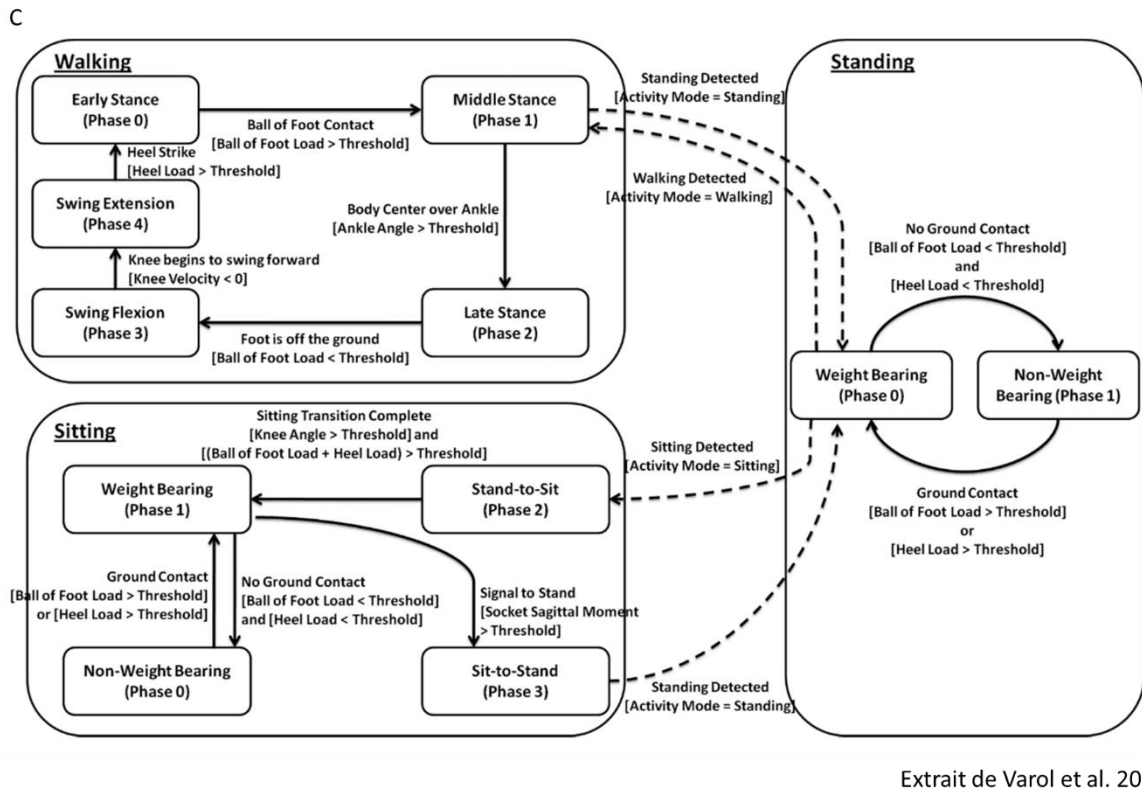 C
Walking
Early Stance
(Phase 0)
Ball of Foot Contact
[Ball of Foot Load > Threshold]
Middle Stance
(Phase 1)
Heel Strike
[Heel Load > Threshold]
Swing Extension
(Phase 4)
Body Center over Ankle
[Ankle Angle > Threshold]
Knee begins to swing forward
[Knee Velocity < 0]
Swing Flexion
(Phase 3)
Foot is off the ground
[Ball of Foot Load < Threshold]
Late Stance
(Phase 2)
Standing Detected
[Activity Mode = Standing]
Walking Detected
[Activity Mode = Walking]
Standing
No Ground Contact
[Ball of Foot Load < Threshold]
and
[Heel Load < Threshold]
Weight Bearing
(Phase 0)
Non-Weight
Bearing (Phase 1)
Ground Contact
[Ball of Foot Load > Threshold]
or
[Heel Load > Threshold]
Sitting
Sitting Transition Complete
[Knee Angle > Threshold] and
[(Ball of Foot Load + Heel Load) > Threshold]
Weight Bearing
(Phase 1)
Stand-to-Sit
(Phase 2)
Sitting Detected
[Activity Mode = Sitting]
Ground Contact
[Ball of Foot Load > Threshold]
or [Heel Load > Threshold]
No Ground Contact
[Ball of Foot Load < Threshold]
and [Heel Load < Threshold]
Signal to Stand
[Socket Sagittal Moment
> Threshold]
Non-Weight Bearing
(Phase 0)
Sit-to-Stand
(Phase 3)
Standing Detected
[Activity Mode = Standing]
Extrait de Varol et al. 20